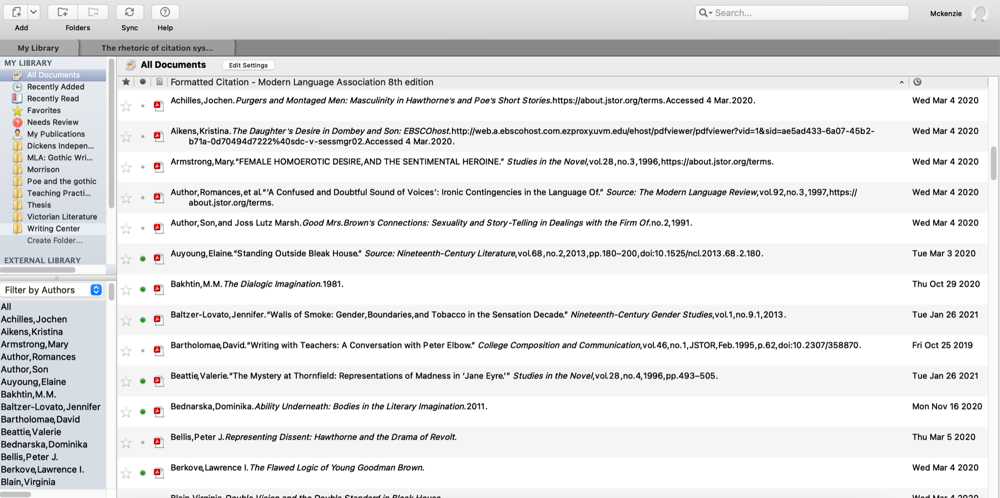 Search...
Mckenzie
Add
Folders
Sync
Help
My Library
The rhetoric of citation sys...
MY LIBRARY
All Documents
Recently Added
Recently Read
Favorites
Needs Review
My Publications
Dickens Indepen...
MLA: Gothic Wri...
Morrison
Poe and the gothic
Teaching Practi...
Thesis
Victorian Literature
Writing Center
Create Folder...
EXTERNAL LIBRARY
Filter by Authors
All
Achilles,Jochen
Aikens,Kristina
Armstrong,Mary
Author,Romances
Author,Son
Auyoung,Elaine
Bakhtin,M.M.
Baltzer-Lovato,Jennifer
Bartholomae,David
Beattie,Valerie
Bednarska,Dominika
Bellis,Peter J.
Berkove,Lawrence I.
Blain,Virginia
All Documents
Edit Settings
Formatted Citation - Modern Language Association 8th edition
Achilles,Jochen.Purgers and Montaged Men: Masculinity in Hawthorne's and Poe's Short Stories.https://about.jstor.org/terms.Accessed 4 Mar.2020.
Wed Mar 4 2020
Aikens,Kristina.The Daughter's Desire in Dombey and Son: EBSCOhost.http://web.a.ebscohost.com.ezproxy.uvm.edu/ehost/pdfviewer/pdfviewer?vid=1&sid=ae5ad433-6a07-45b2-
b71a-0d70494d7222%40sdc-v-sessmgr02.Accessed 4 Mar.2020.
Wed Mar 4 2020
Armstrong,Mary.“FEMALE HOMOEROTIC DESIRE,AND THE SENTIMENTAL HEROINE.” Studies in the Novel,vol.28,no.3,1996,https://about.jstor.org/terms.
Wed Mar 4 2020
Author,Romances,et al.“‘A Confused and Doubtful Sound of Voices’: Ironic Contingencies in the Language Of.” Source: The Modern Language Review,vol.92,no.3,1997,https://
about.jstor.org/terms.
Wed Mar 4 2020
Author,Son,and Joss Lutz Marsh.Good Mrs.Brown's Connections: Sexuality and Story-Telling in Dealings with the Firm Of.no.2,1991.
Wed Mar 4 2020
Auyoung,Elaine.“Standing Outside Bleak House.” Source: Nineteenth-Century Literature,vol.68,no.2,2013,pp.180–200,doi:10.1525/ncl.2013.68.2.180.
Tue Mar 3 2020
Bakhtin,M.M.The Dialogic Imagination.1981.
Thu Oct 29 2020
Baltzer-Lovato,Jennifer.“Walls of Smoke: Gender,Boundaries,and Tobacco in the Sensation Decade.” Nineteenth-Century Gender Studies,vol.1,no.9.1,2013.
Tue Jan 26 2021
Bartholomae,David.“Writing with Teachers: A Conversation with Peter Elbow.” College Composition and Communication,vol.46,no.1,JSTOR,Feb.1995,p.62,doi:10.2307/358870.
Fri Oct 25 2019
Beattie,Valerie.“The Mystery at Thornfield: Representations of Madness in ‘Jane Eyre.’” Studies in the Novel,vol.28,no.4,1996,pp.493–505.
Tue Jan 26 2021
Bednarska,Dominika.Ability Underneath: Bodies in the Literary Imagination.2011.
Mon Nov 16 2020
Bellis,Peter J.Representing Dissent: Hawthorne and the Drama of Revolt.
Thu Mar 5 2020
Berkove,Lawrence I.The Flawed Logic of Young Goodman Brown.
Wed Mar 4 2020
Blain,Virginia.Double Vision and the Double Standard in Bleak House.
Wed Mar 4 2020